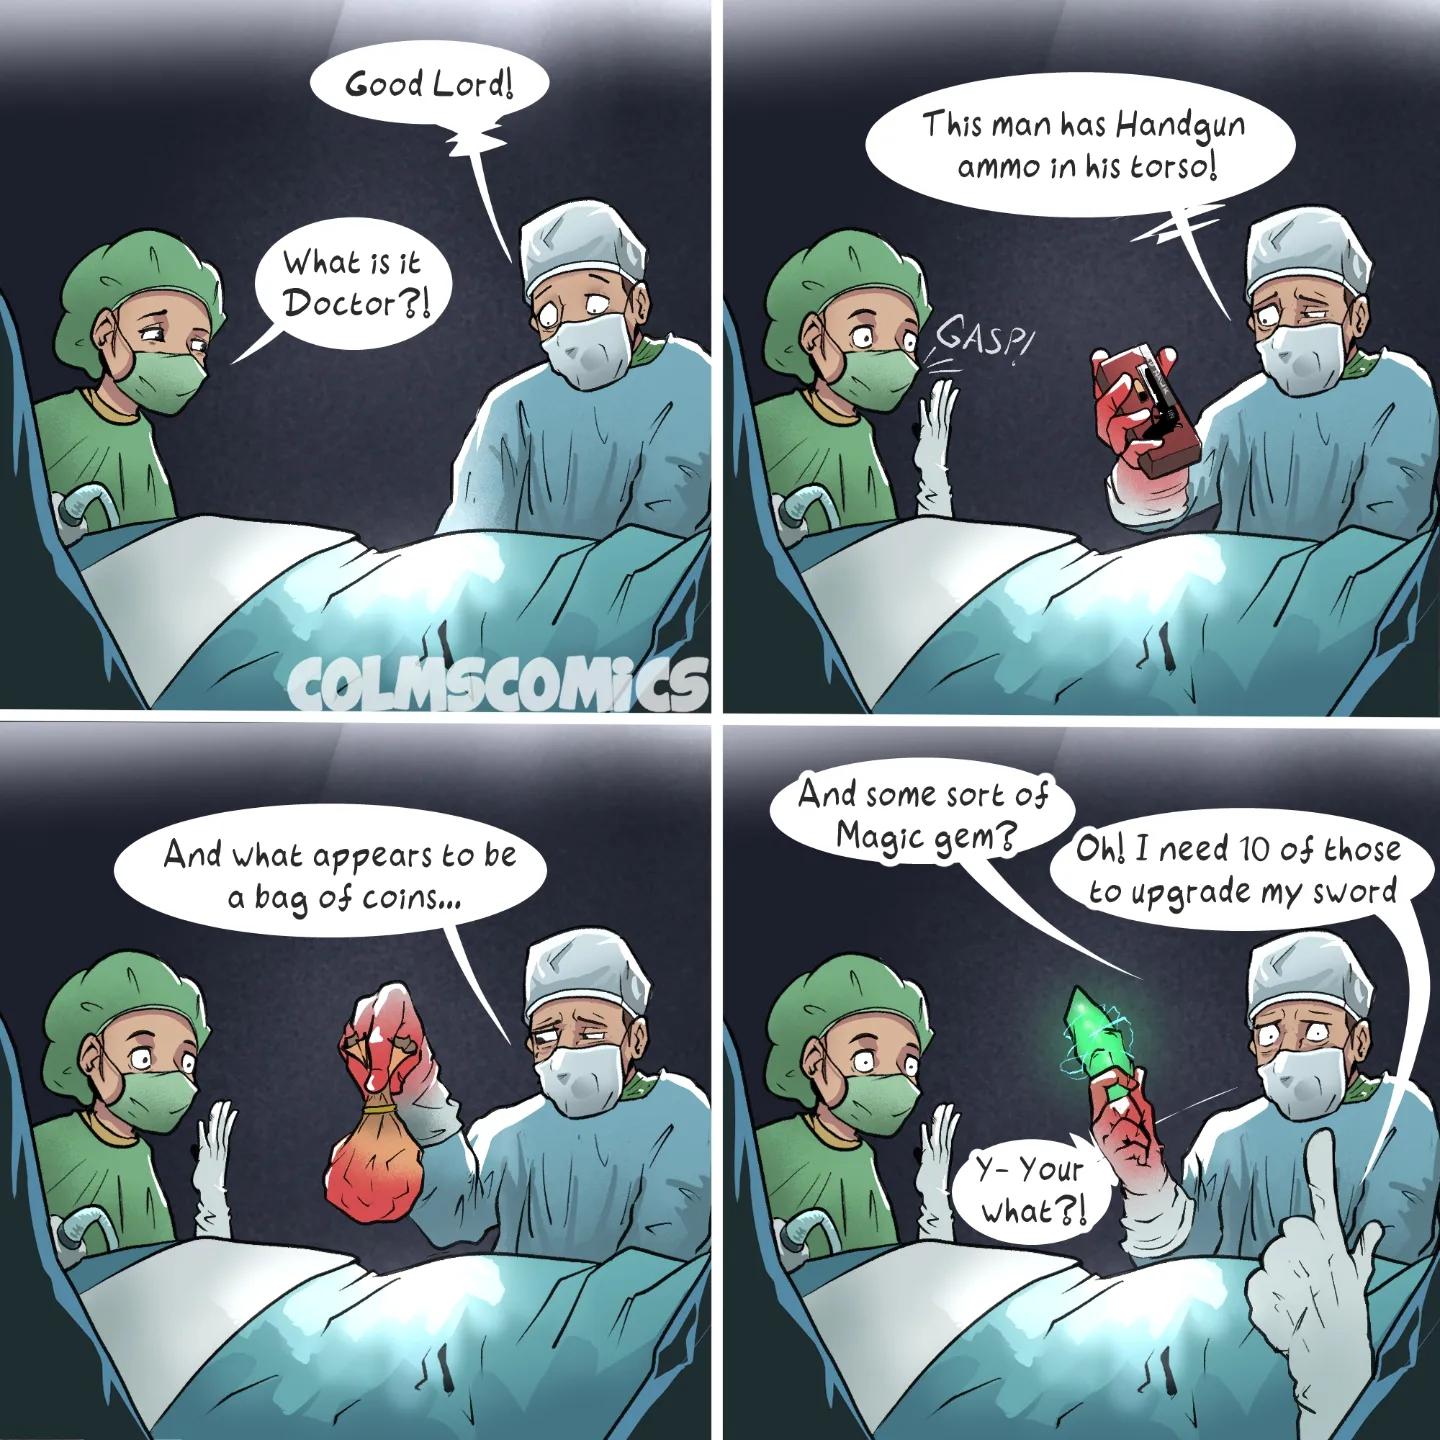 Good Lord!
What is it
Doctor?!
COLMSCOMiCS
This man has Handgun
ammo in his torso!
GASP!
And what appears to be
a bag of coins...
And some sort of
Magic gem?
Oh! I need 10 of those
to upgrade my sword
Y- Your
what?!